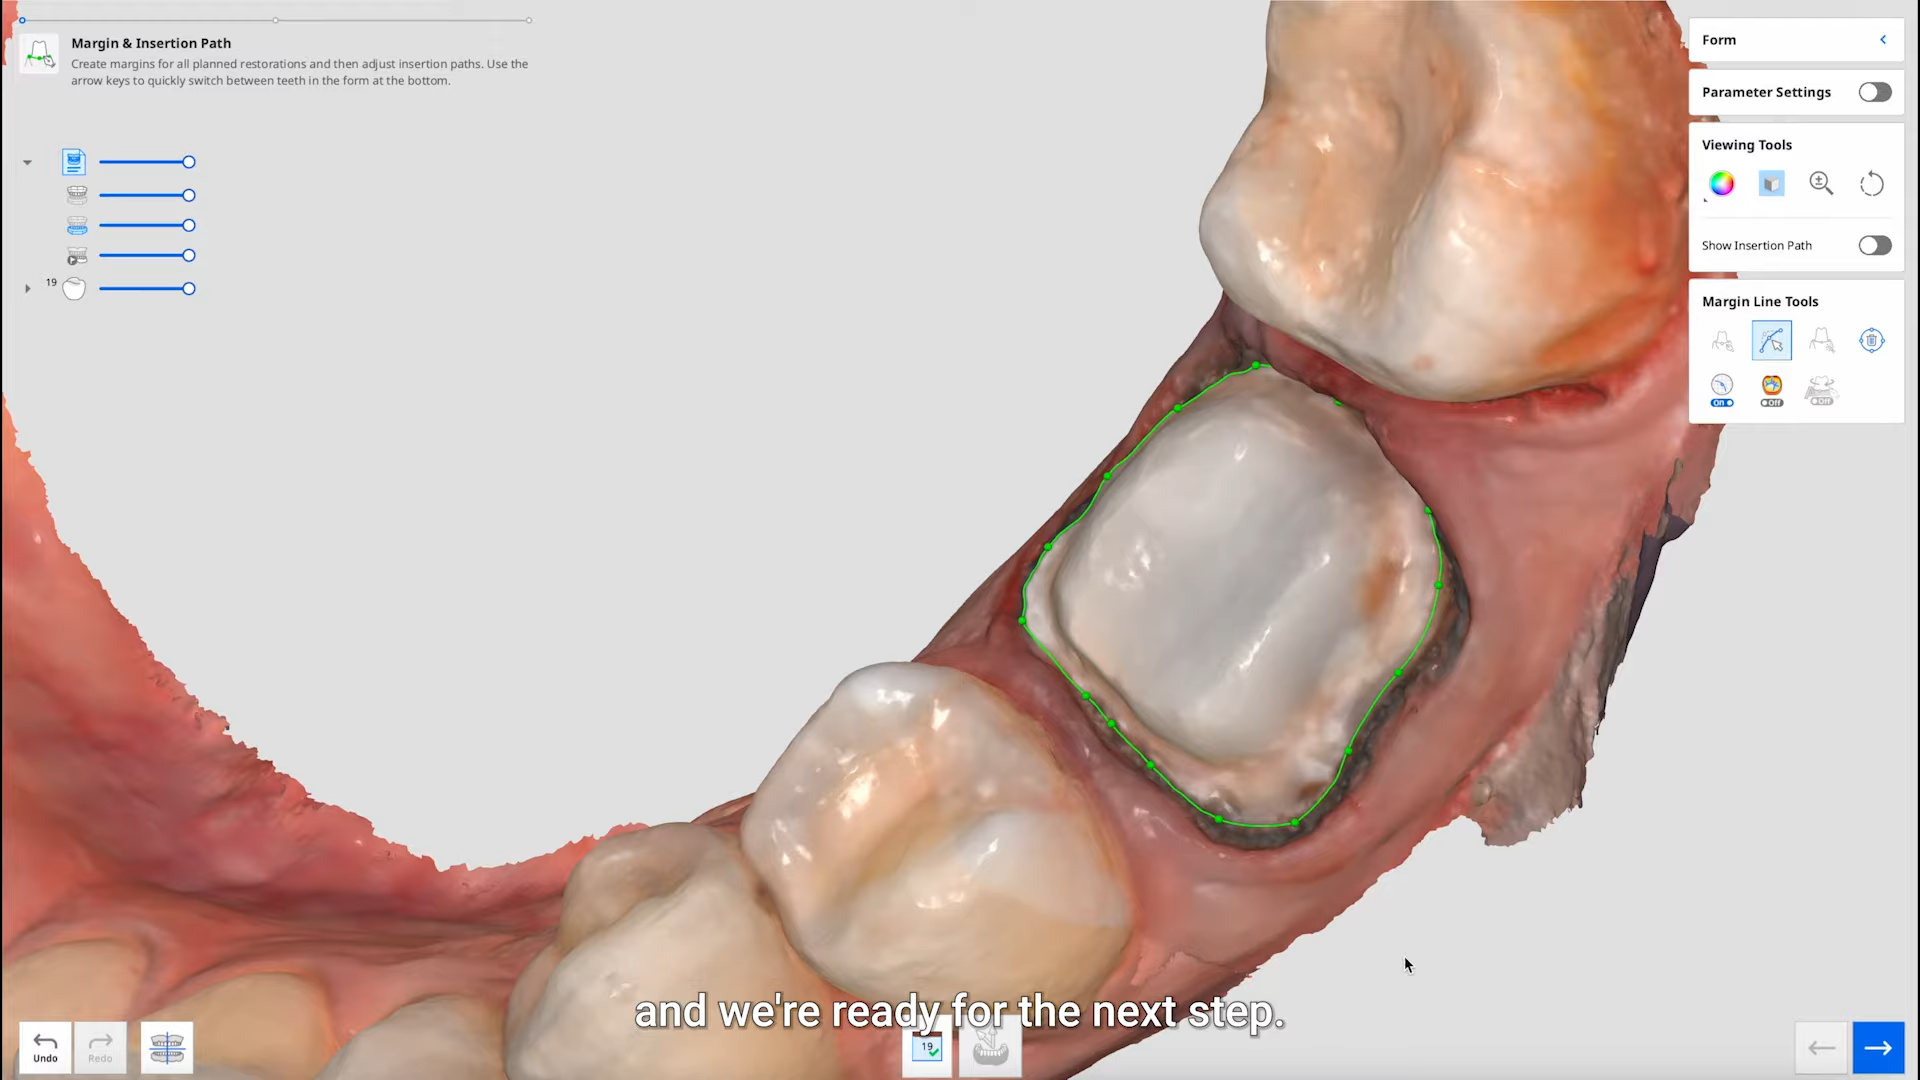 Margin & Insertion Path
Create margins for all planned restorations and then adjust insertion paths. Use the
arrow keys to quickly switch between teeth in the form at the bottom.
19
Form
Parameter Settings
Viewing Tools
Show Insertion Path
Margin Line Tools
On
Off
Off
and we're ready for the next step.
Undo
Redo
19